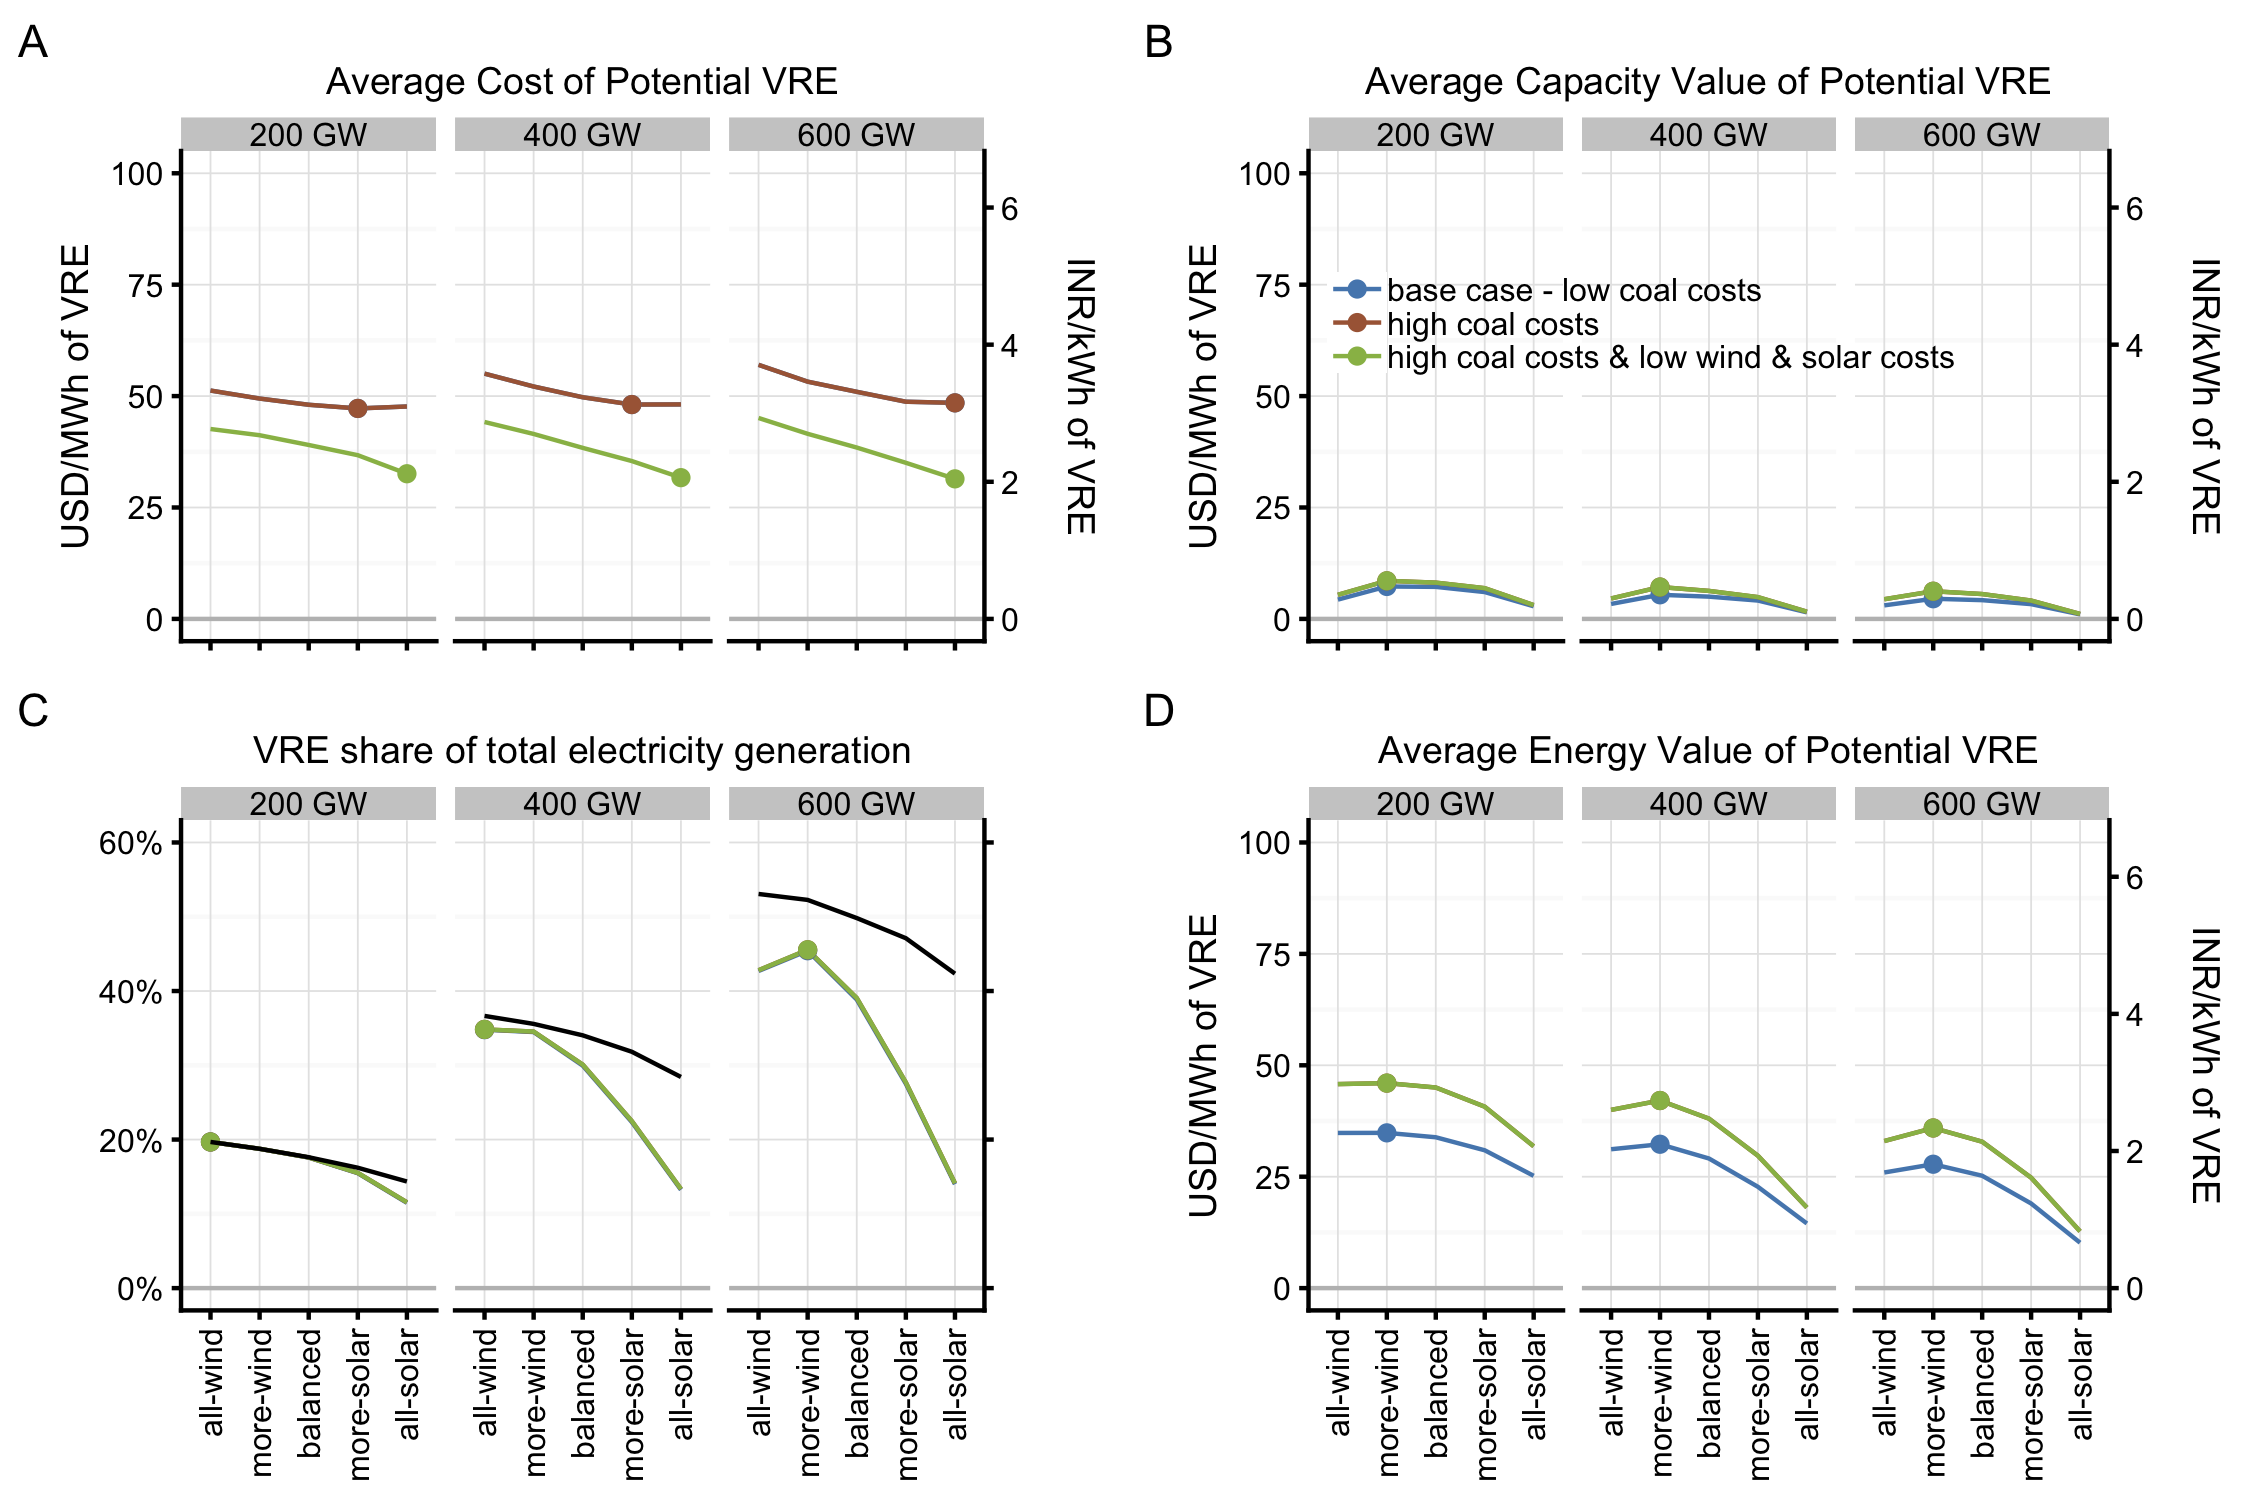 A
Average Cost of Potential VRE
200 GW 400 GW 600 GW
USD/MWh of VRE
100
75
50
25
0
6
4
2
0
INR/kWh of VRE
B
Average Capacity Value of Potential VRE
200 GW 400 GW 600 GW
USD/MWh of VRE
100
75
50
25
0
base case - low coal costs
high coal costs
high coal costs & low wind & solar costs
6
4
2
0
INR/kWh of VRE
C
VRE share of total electricity generation
200 GW 400 GW 600 GW
60%
40%
20%
0%
all-wind
more-wind
balanced
more-solar
all-solar
all-wind
more-wind
balanced
more-solar
all-solar
all-wind
more-wind
balanced
more-solar
all-solar
D
Average Energy Value of Potential VRE
200 GW 400 GW 600 GW
USD/MWh of VRE
100
75
50
25
0
6
4
2
0
INR/kWh of VRE
all-wind
more-wind
balanced
more-solar
all-solar
all-wind
more-wind
balanced
more-solar
all-solar
all-wind
more-wind
balanced
more-solar
all-solar